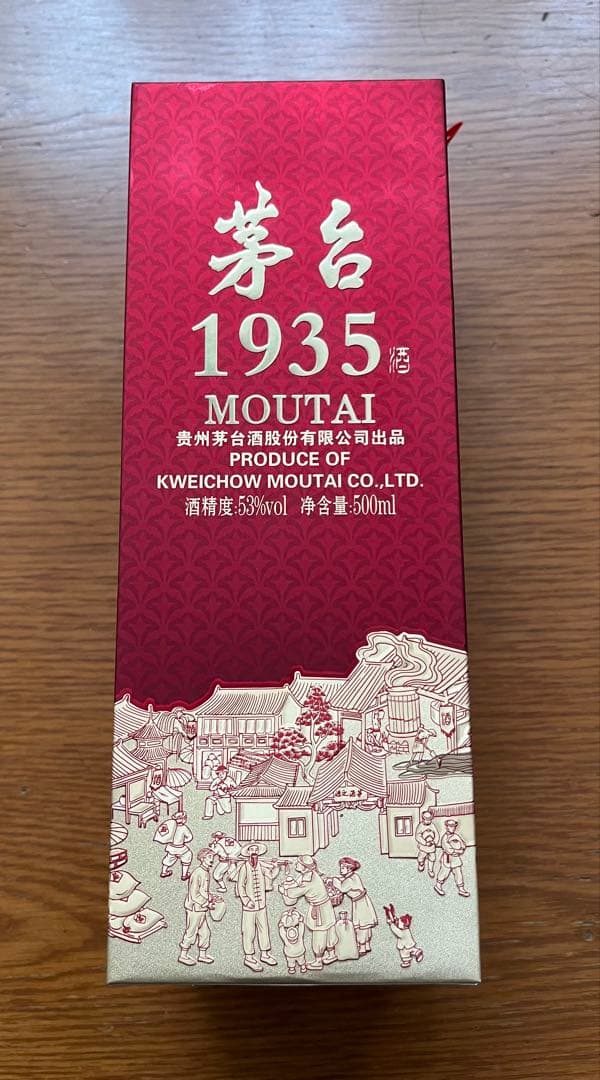 茅台
1935酒
MOUTAI
贵州茅台酒股份有限公司出品
PRODUCE OF
KWEICHOW MOUTAI CO.,LTD.
酒精度:53%vol 净含量:500ml